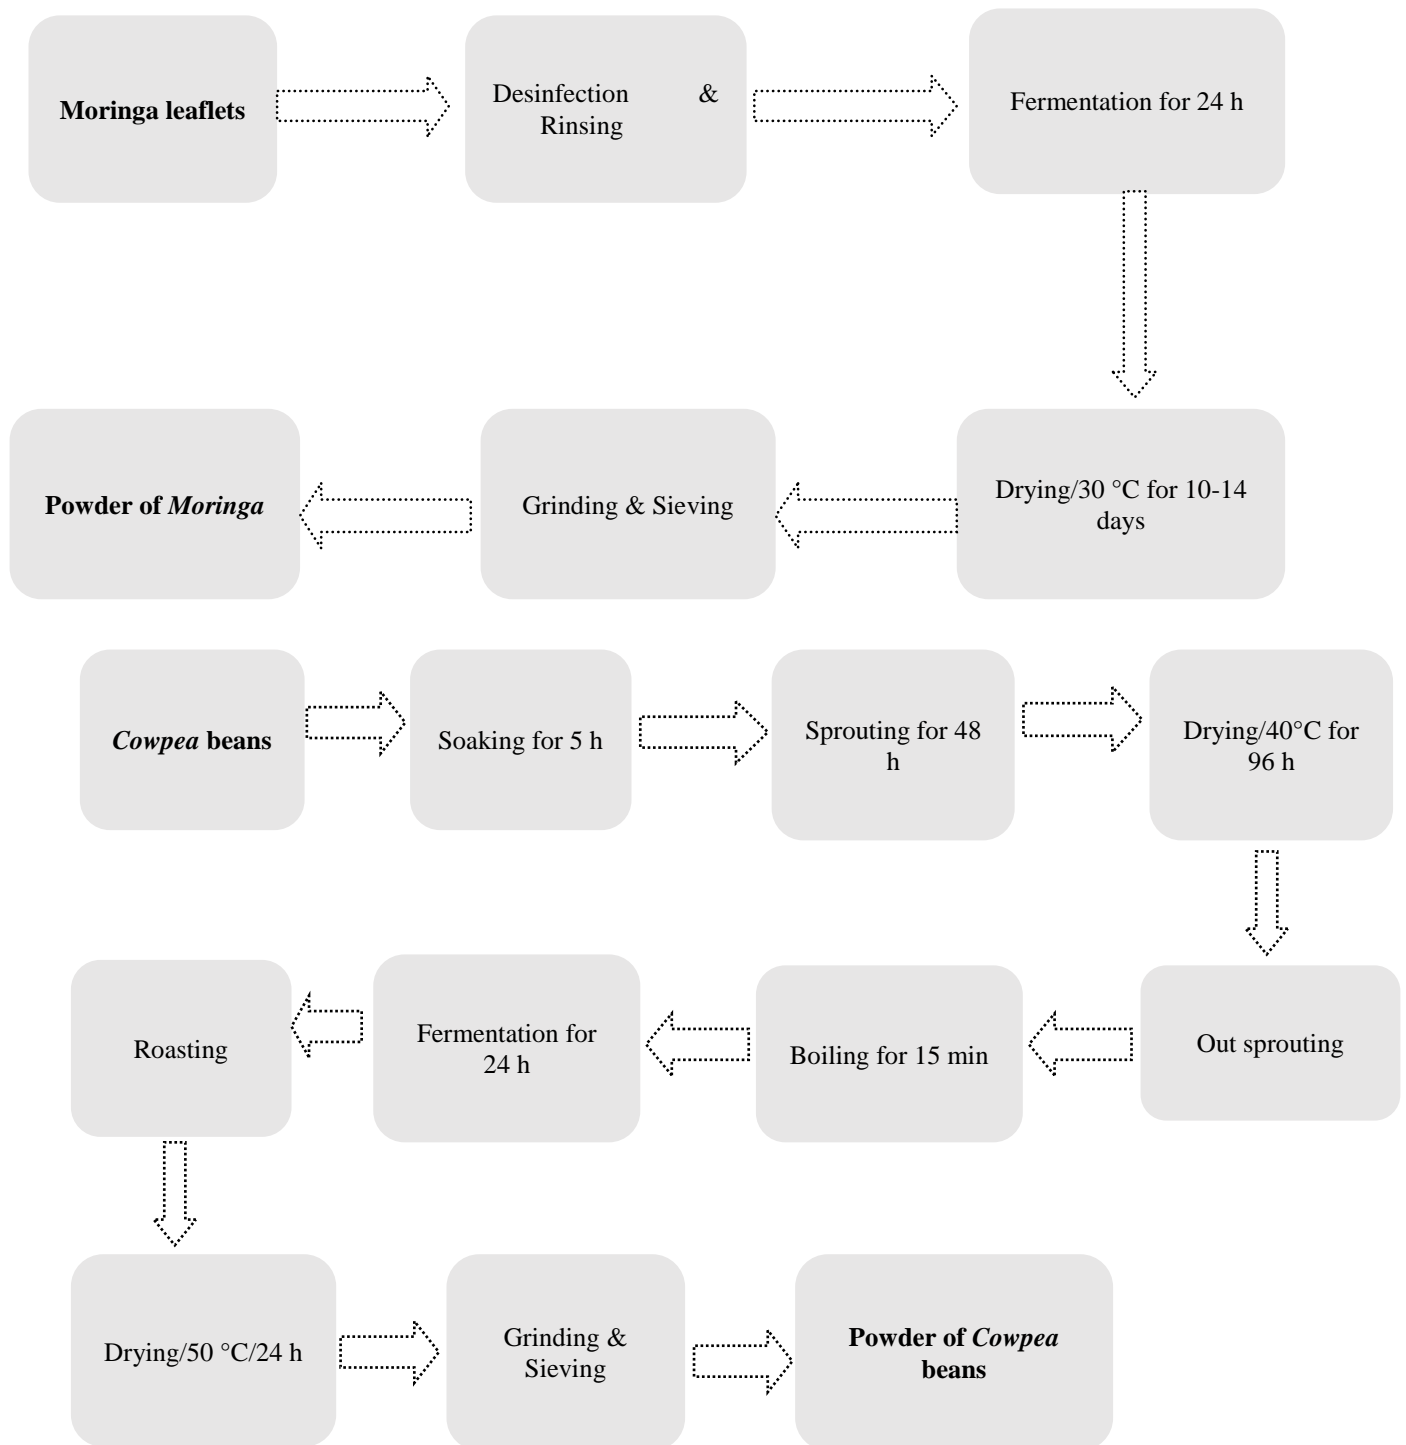 Moringa leaflets
Desinfection &
Rinsing
Fermentation for 24 h
Drying/30 °C for 10-14
days
Grinding & Sieving
Powder of Moringa
Cowpea beans
Soaking for 5 h
Sprouting for 48
h
Drying/40°C for
96 h
Out sprouting
Boiling for 15 min
Fermentation for
24 h
Roasting
Drying/50 °C/24 h
Grinding &
Sieving
Powder of Cowpea
beans